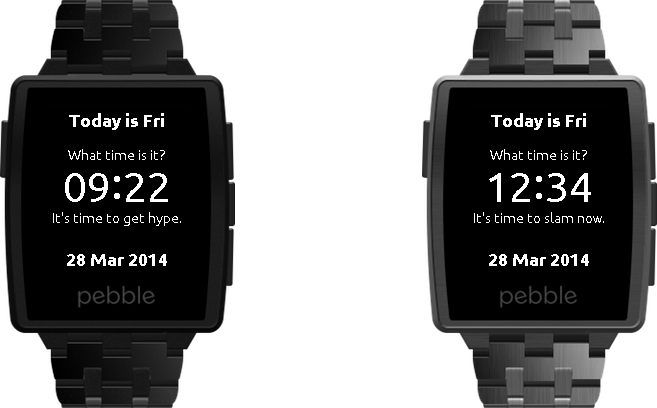 Today is Fri
What time is it?
09:22
It's time to get hype.
28 Mar 2014
pebble
Today is Fri
What time is it?
12:34
It's time to slam now.
28 Mar 2014
pebble